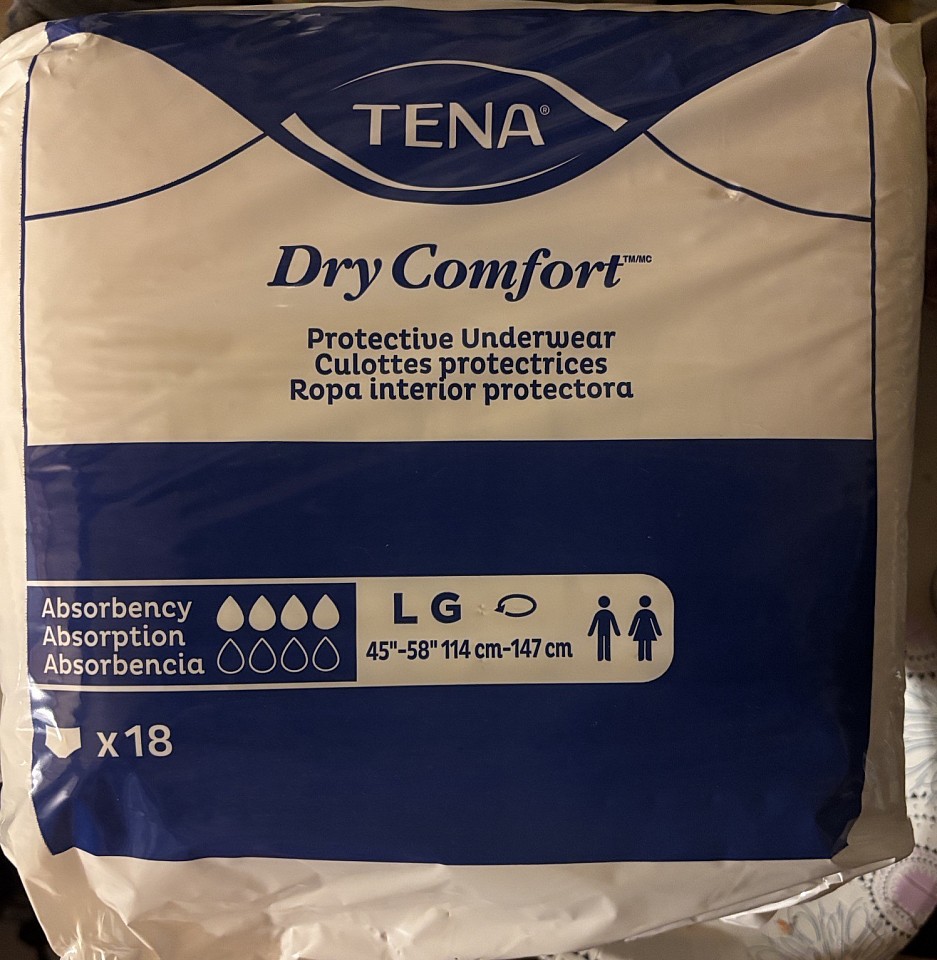 TENA®
Dry Comfort™/MC
Protective Underwear
Culottes protectrices
Ropa interior protectora
Absorbency
Absorption
Absorbencia
L G
45"-58" 114 cm-147 cm
x18